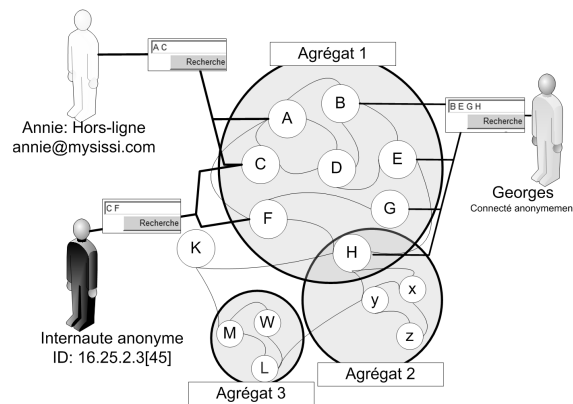 A C
Recherche
Agrégat 1
B
B E G H
Recherche
A
Annie: Hors-ligne
annie@mysissi.com
C
D
E
Georges
Connecté anonymemen
C F
Recherche
F
G
K
H
x
y
z
Internaute anonyme
ID: 16.25.2.3[45]
M
W
L
Agrégat 2
Agrégat 3